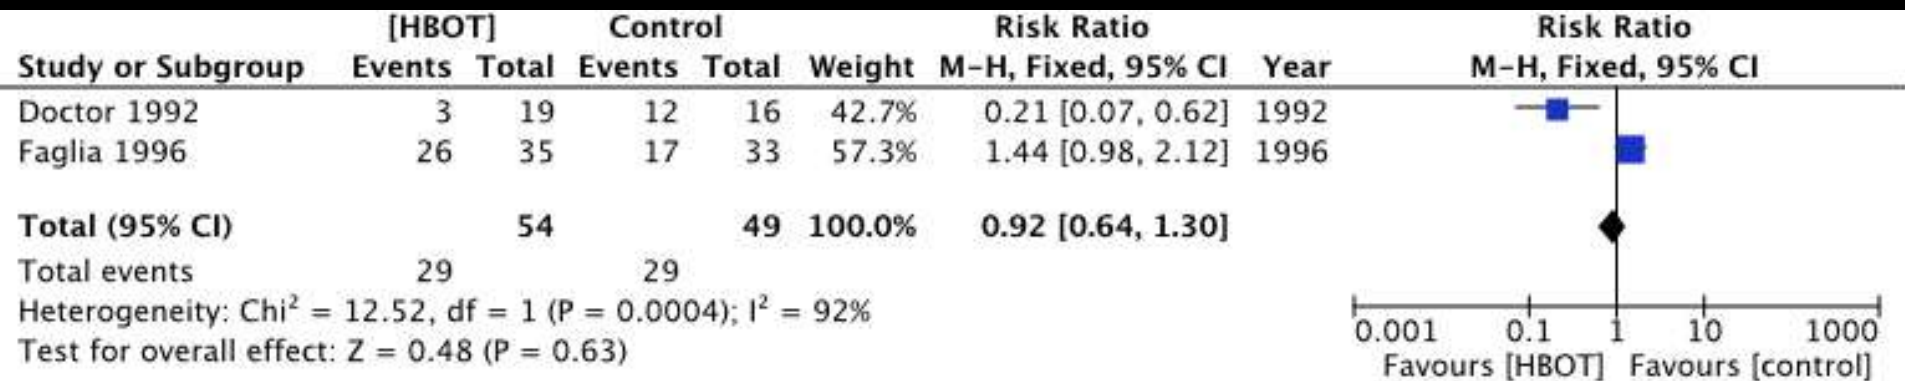 [HBOT] Control Risk Ratio Risk Ratio
Study or Subgroup Events Total Events Total Weight M-H, Fixed, 95% CI Year M-H, Fixed, 95% CI
Doctor 1992 3 19 12 16 42.7% 0.21 [0.07, 0.62] 1992
Faglia 1996 26 35 17 33 57.3% 1.44 [0.98, 2.12] 1996
Total (95% CI) 54 49 100.0% 0.92 [0.64, 1.30]
Total events 29 29
Heterogeneity: Chi² = 12.52, df = 1 (P = 0.0004); I² = 92%
Test for overall effect: Z = 0.48 (P = 0.63)
0.001 0.1 1 10 1000
Favours [HBOT] Favours [control]